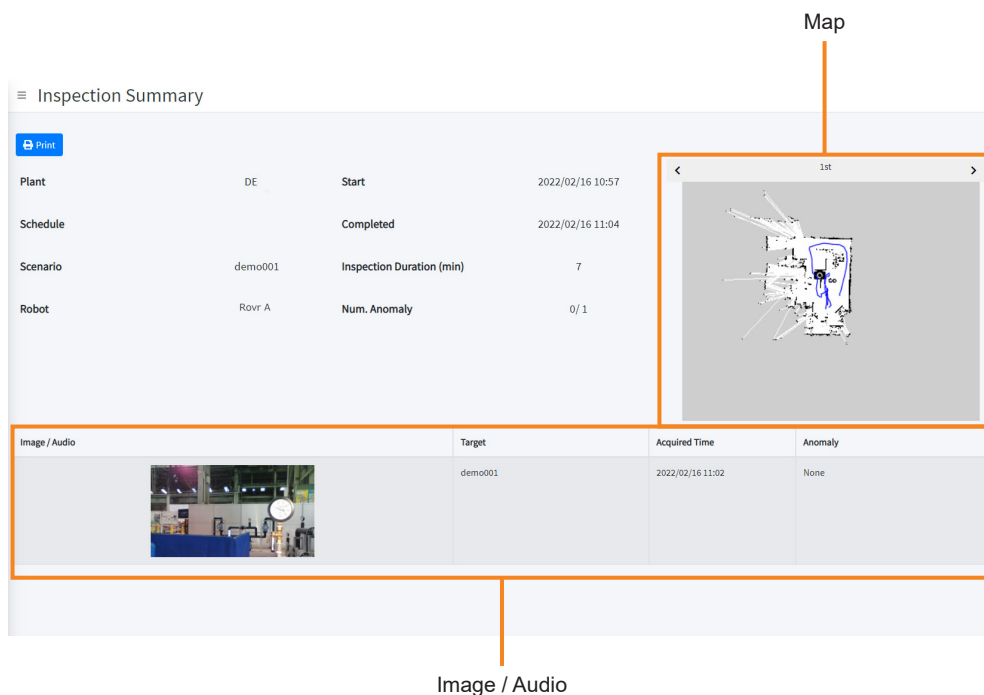 Map
≡ Inspection Summary
Print
Plant DE Start 2022/02/16 10:57
Schedule Completed 2022/02/16 11:04
Scenario demo001 Inspection Duration (min) 7
Robot Rovr A Num. Anomaly 0/ 1
‹ 1st ›
Image / Audio Target Acquired Time Anomaly
demo001 2022/02/16 11:02 None
Image / Audio